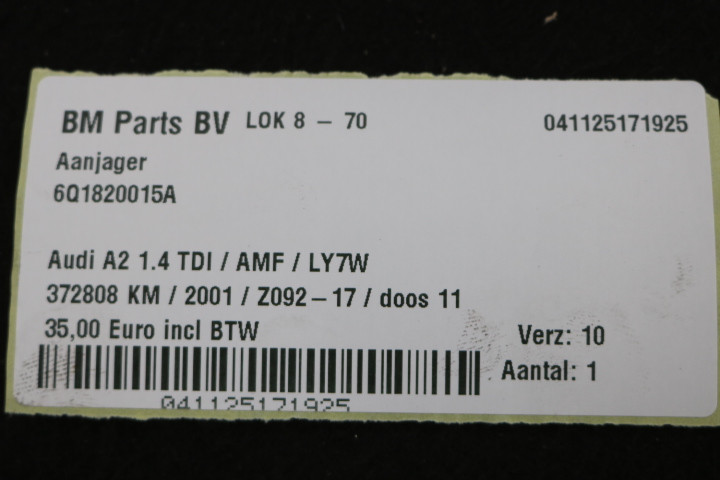 BM Parts BV LOK 8 - 70 041125171925
Aanjager
6Q1820015A
Audi A2 1.4 TDI / AMF / LY7W
372808 KM / 2001 / Z092-17 / doos 11
35,00 Euro incl BTW Verz: 10
Aantal: 1
041125171925